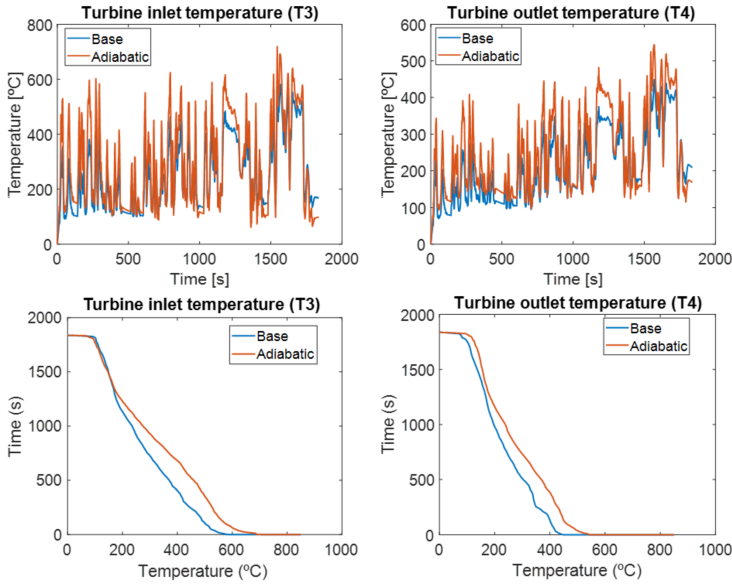 Turbine inlet temperature (T3)
800
600
400
200
0
Temperature [ºC]
Base
Adiabatic
0 500 1000 1500 2000
Time [s]
Turbine outlet temperature (T4)
600
500
400
300
200
100
0
Temperature [ºC]
Base
Adiabatic
0 500 1000 1500 2000
Time [s]
Turbine inlet temperature (T3)
2000
1500
1000
500
0
Time (s)
Base
Adiabatic
0 200 400 600 800 1000
Temperature (ºC)
Turbine outlet temperature (T4)
2000
1500
1000
500
0
Time (s)
Base
Adiabatic
0 200 400 600 800 1000
Temperature (ºC)